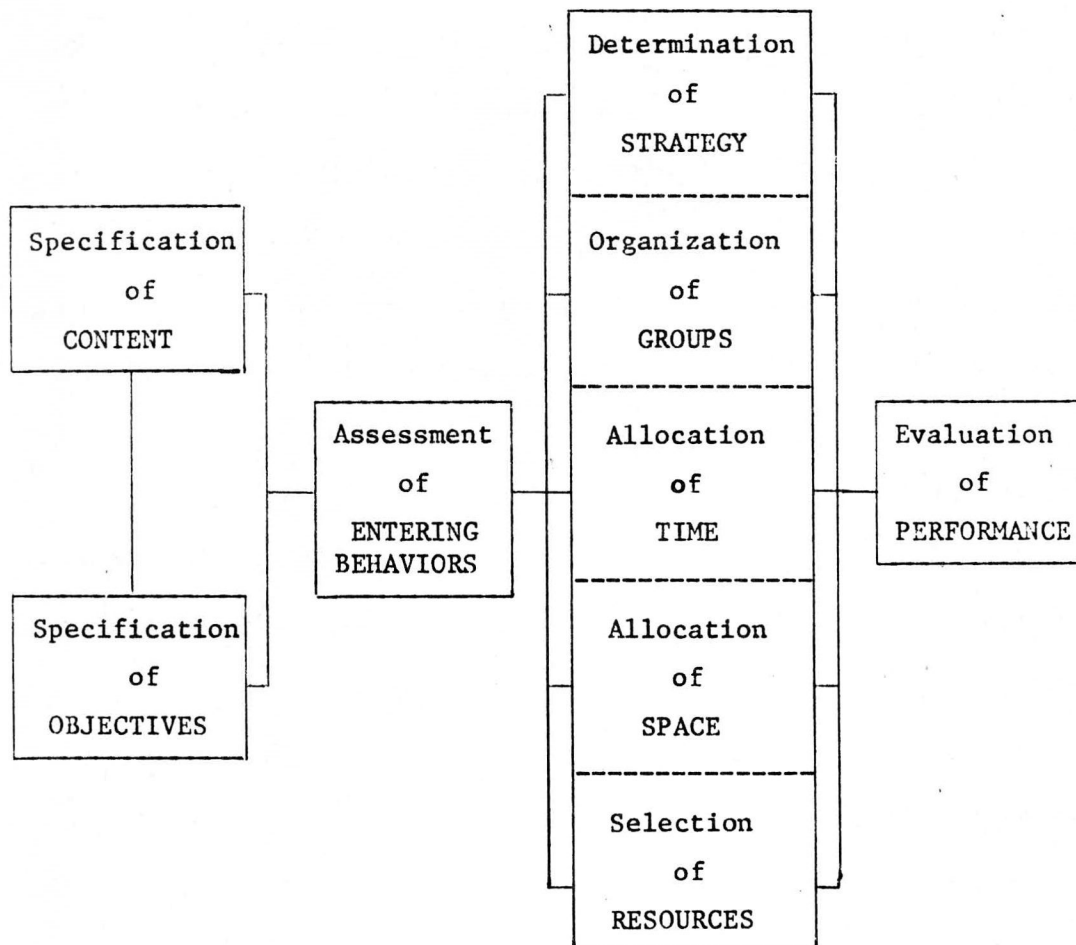 Specification
of
CONTENT
Specification
of
OBJECTIVES
Assessment
of
ENTERING
BEHAVIORS
Determination
of
STRATEGY
Organization
of
GROUPS
Allocation
of
TIME
Allocation
of
SPACE
Selection
of
RESOURCES
Evaluation
of
PERFORMANCE